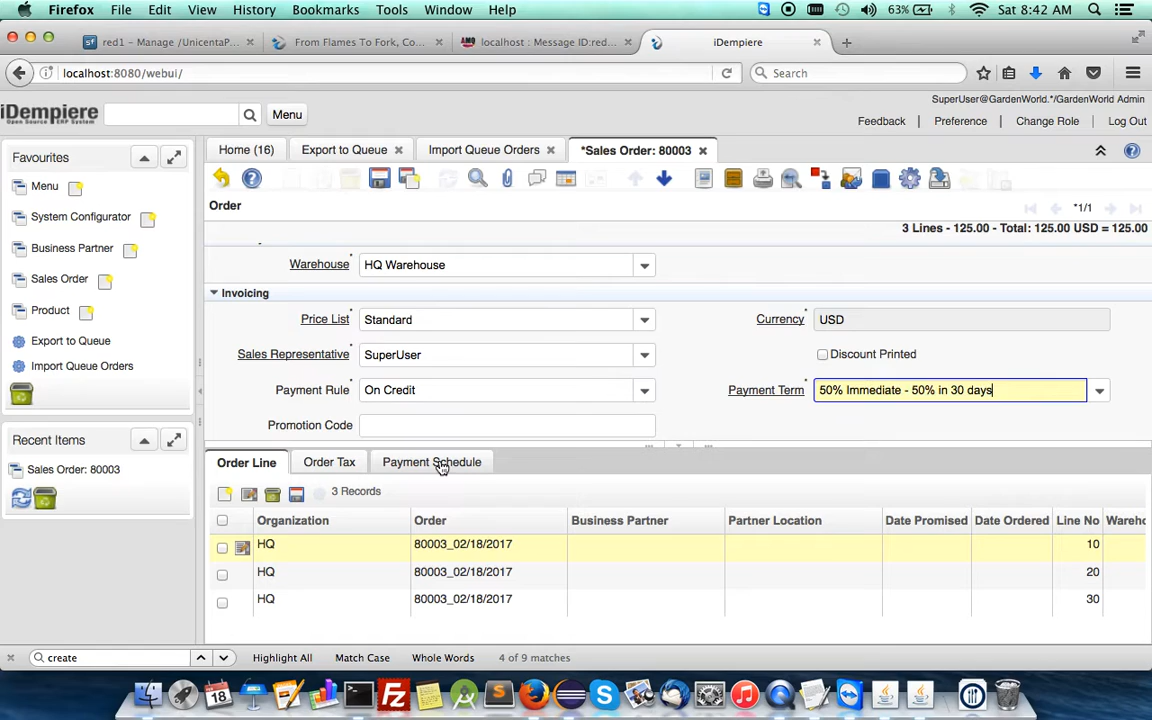 Firefox File Edit View History Bookmarks Tools Window Help 63% Sat 8:42 AM
sf red1 - Manage /UnicentaP... From Flames To Fork, Co... localhost : Message ID:red... iDempiere
localhost:8080/webui/ Search
SuperUser@GardenWorld.*/GardenWorld Admin
iDempiere Menu Feedback Preference Change Role Log Out
Open Source ERP System
Favourites
Menu
System Configurator
Business Partner
Sales Order
Product
Export to Queue
Import Queue Orders
Recent Items
Sales Order: 80003
Home (16) Export to Queue Import Queue Orders *Sales Order: 80003
Order *1/1
3 Lines - 125.00 - Total: 125.00 USD = 125.00
Warehouse* HQ Warehouse
Invoicing
Price List* Standard Currency* USD
Sales Representative* SuperUser Discount Printed
Payment Rule* On Credit Payment Term* 50% Immediate - 50% in 30 days
Promotion Code
Order Line Order Tax Payment Schedule
3 Records
Organization Order Business Partner Partner Location Date Promised Date Ordered Line No Wareho
HQ 80003_02/18/2017 10
HQ 80003_02/18/2017 20
HQ 80003_02/18/2017 30
create Highlight All Match Case Whole Words 4 of 9 matches
18